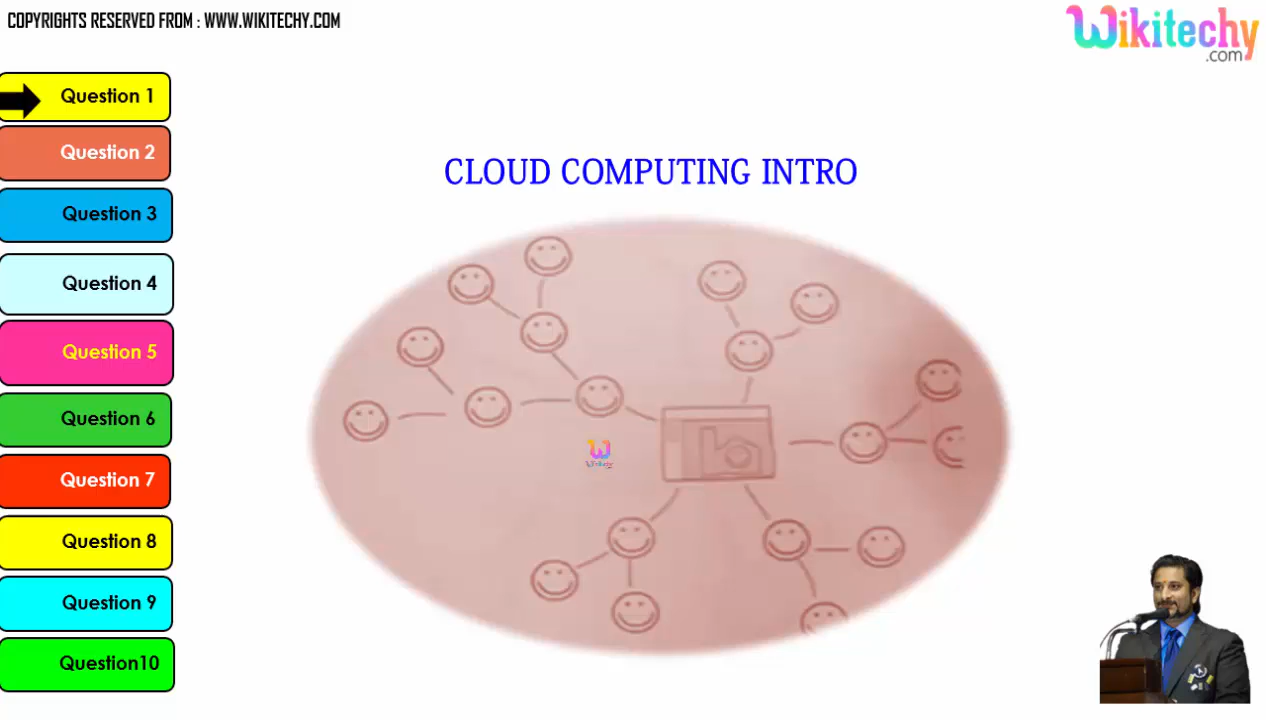 COPYRIGHTS RESERVED FROM : WWW.WIKITECHY.COM
Wikitechy
.com
Question 1
Question 2
Question 3
Question 4
Question 5
Question 6
Question 7
Question 8
Question 9
Question10
CLOUD COMPUTING INTRO
W